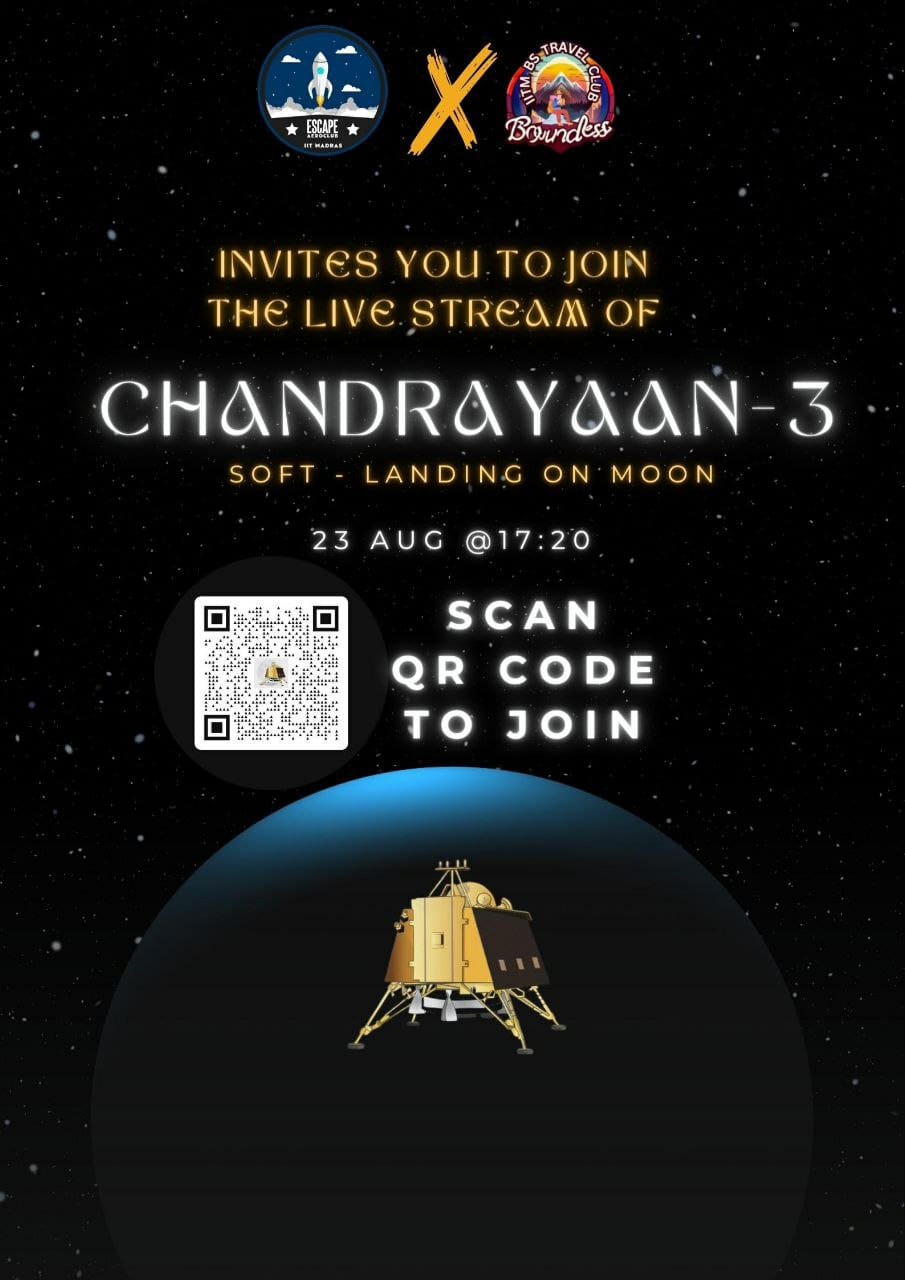 ESCAPE
AEROCLUB
IIT MADRAS
X
IITM BS TRAVEL CLUB
Boundless
INVITES YOU TO JOIN
THE LIVE STREAM OF
CHANDRAYAAN-3
SOFT - LANDING ON MOON
23 AUG @17:20
SCAN
QR CODE
TO JOIN